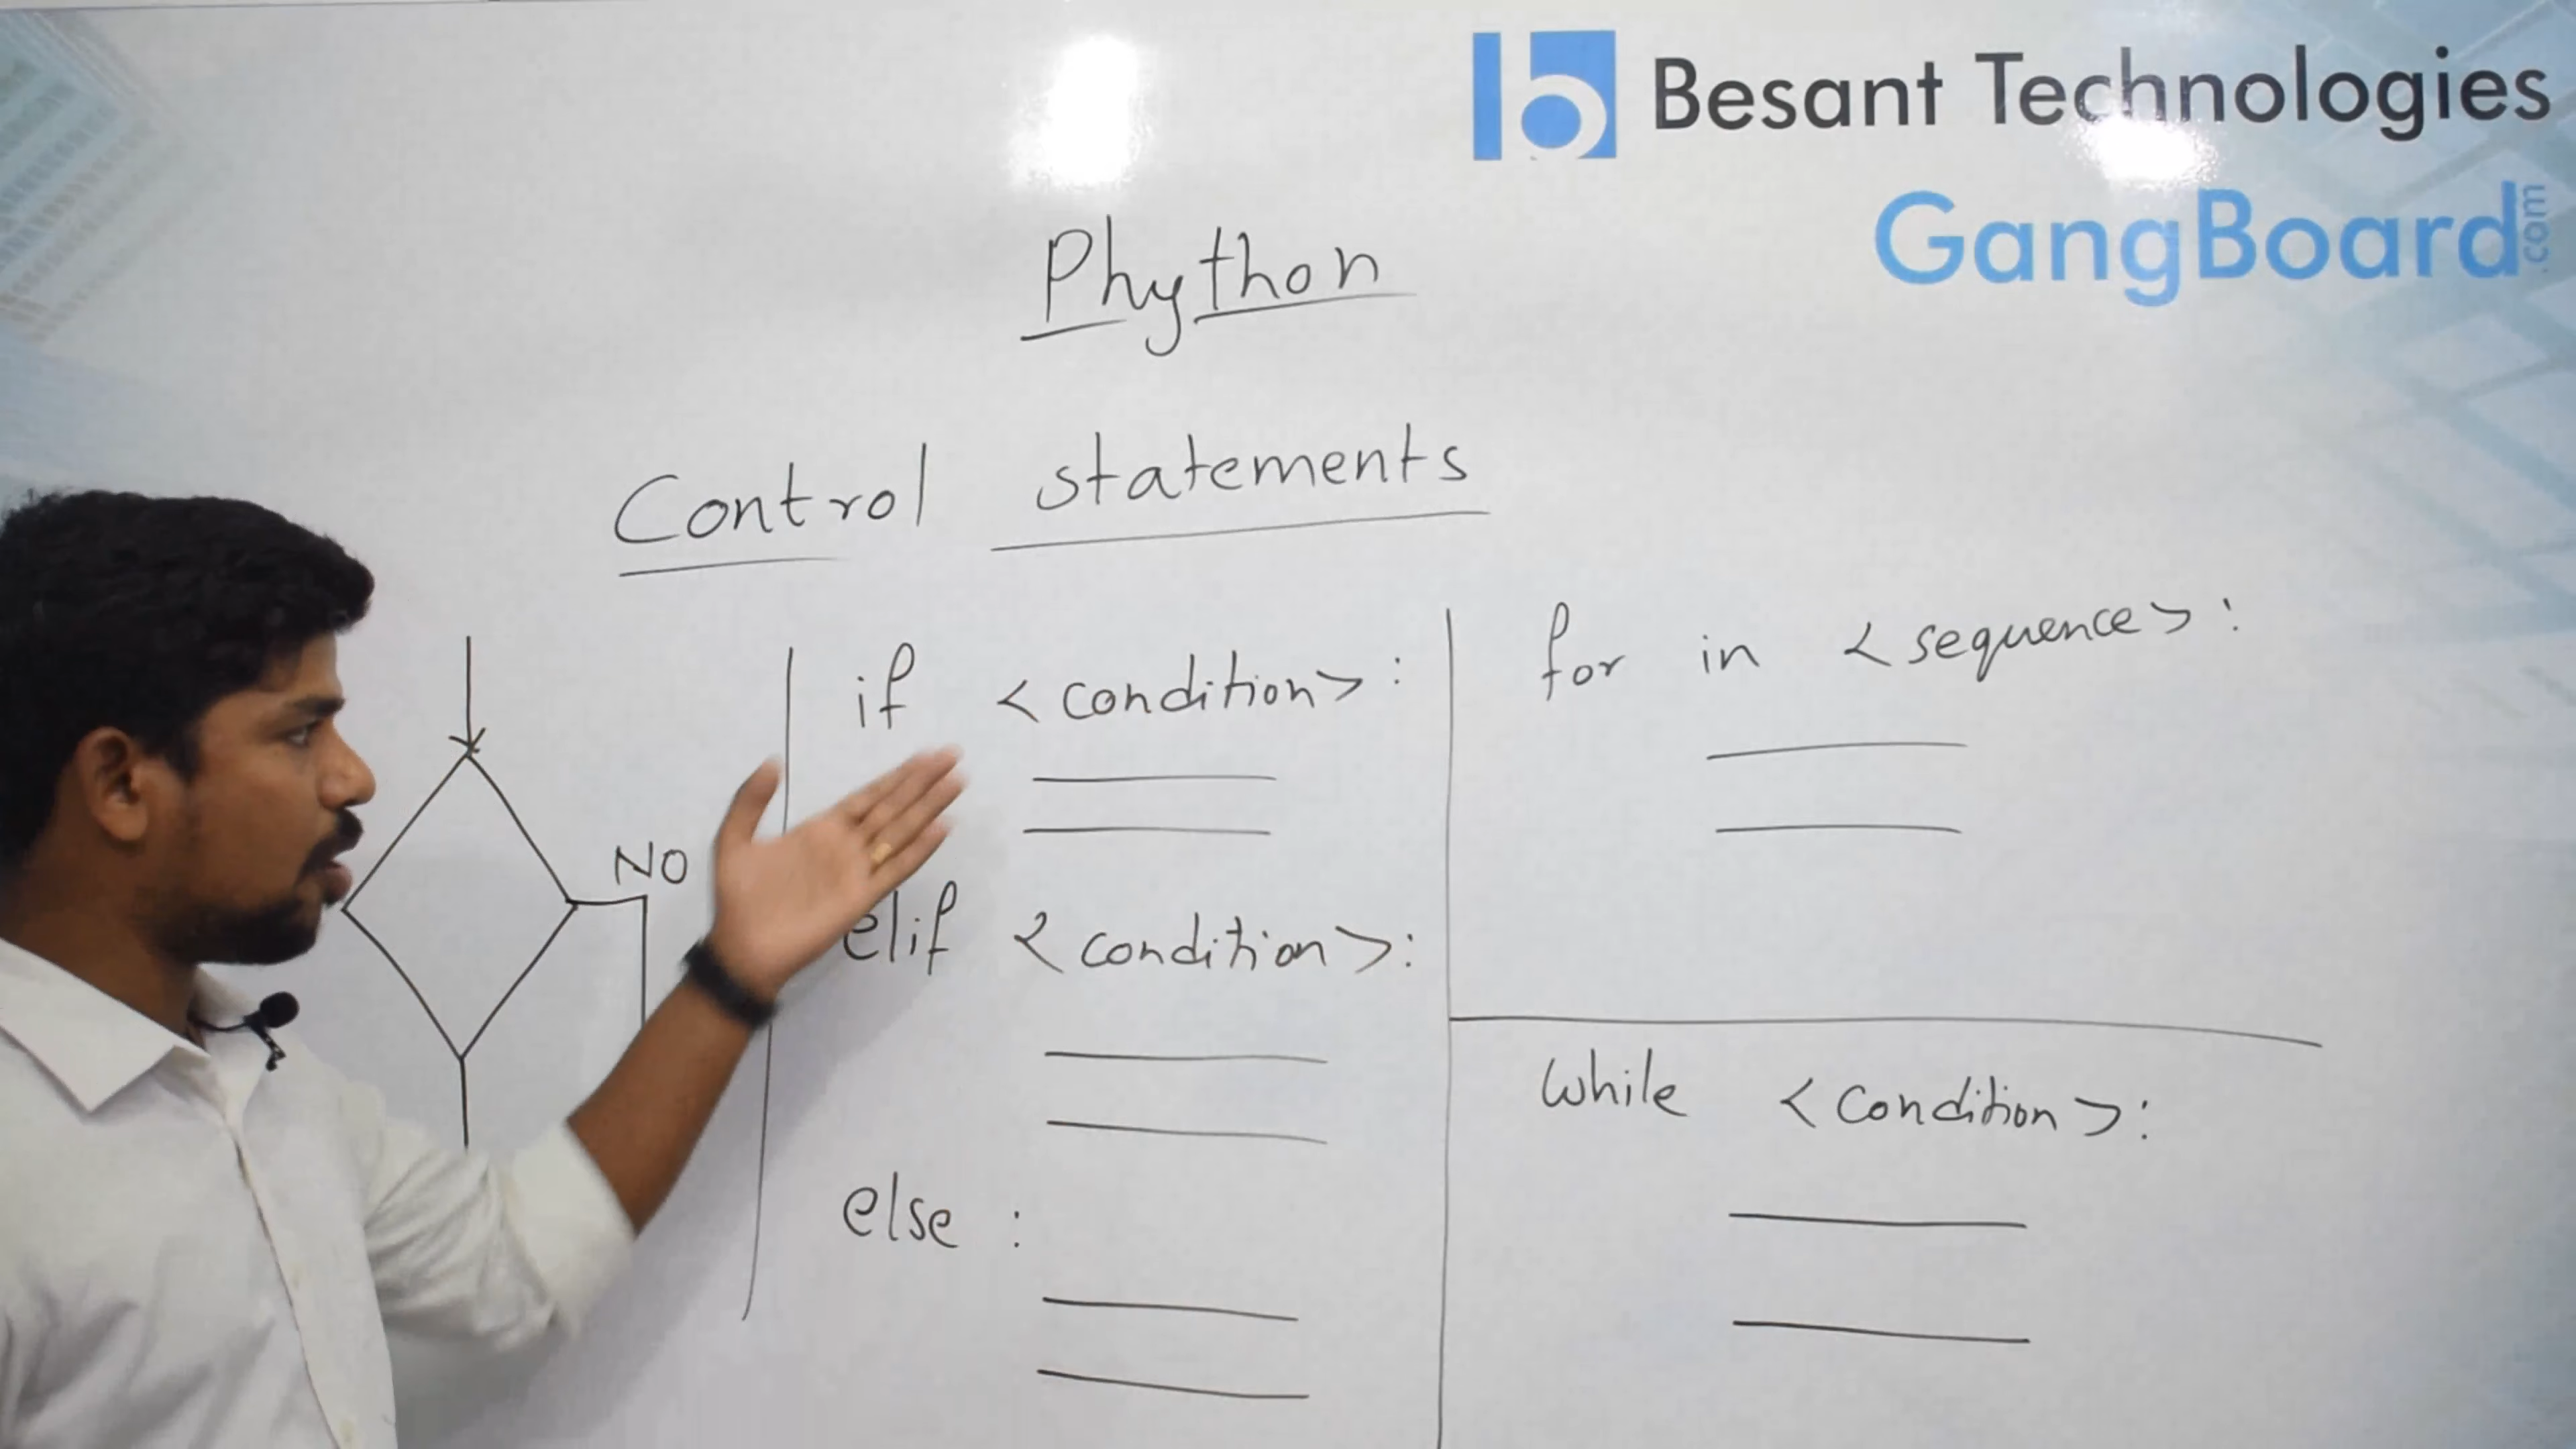 Besant Technologies
GangBoard.com
Phython
Control statements
NO
if <condition>:
elif <condition>:
else :
for in <sequence>:
while <condition>: